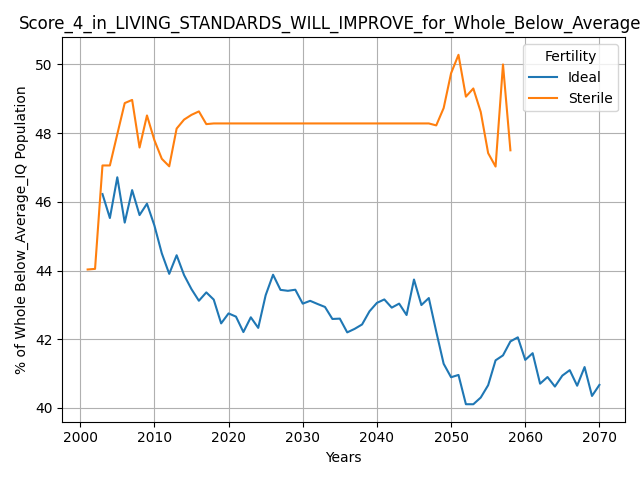 Score_4_in_LIVING_STANDARDS_WILL_IMPROVE_for_Whole_Below_Average
Fertility
Ideal
Sterile
% of Whole Below_Average_IQ Population
50
48
46
44
42
40
2000 2010 2020 2030 2040 2050 2060 2070
Years